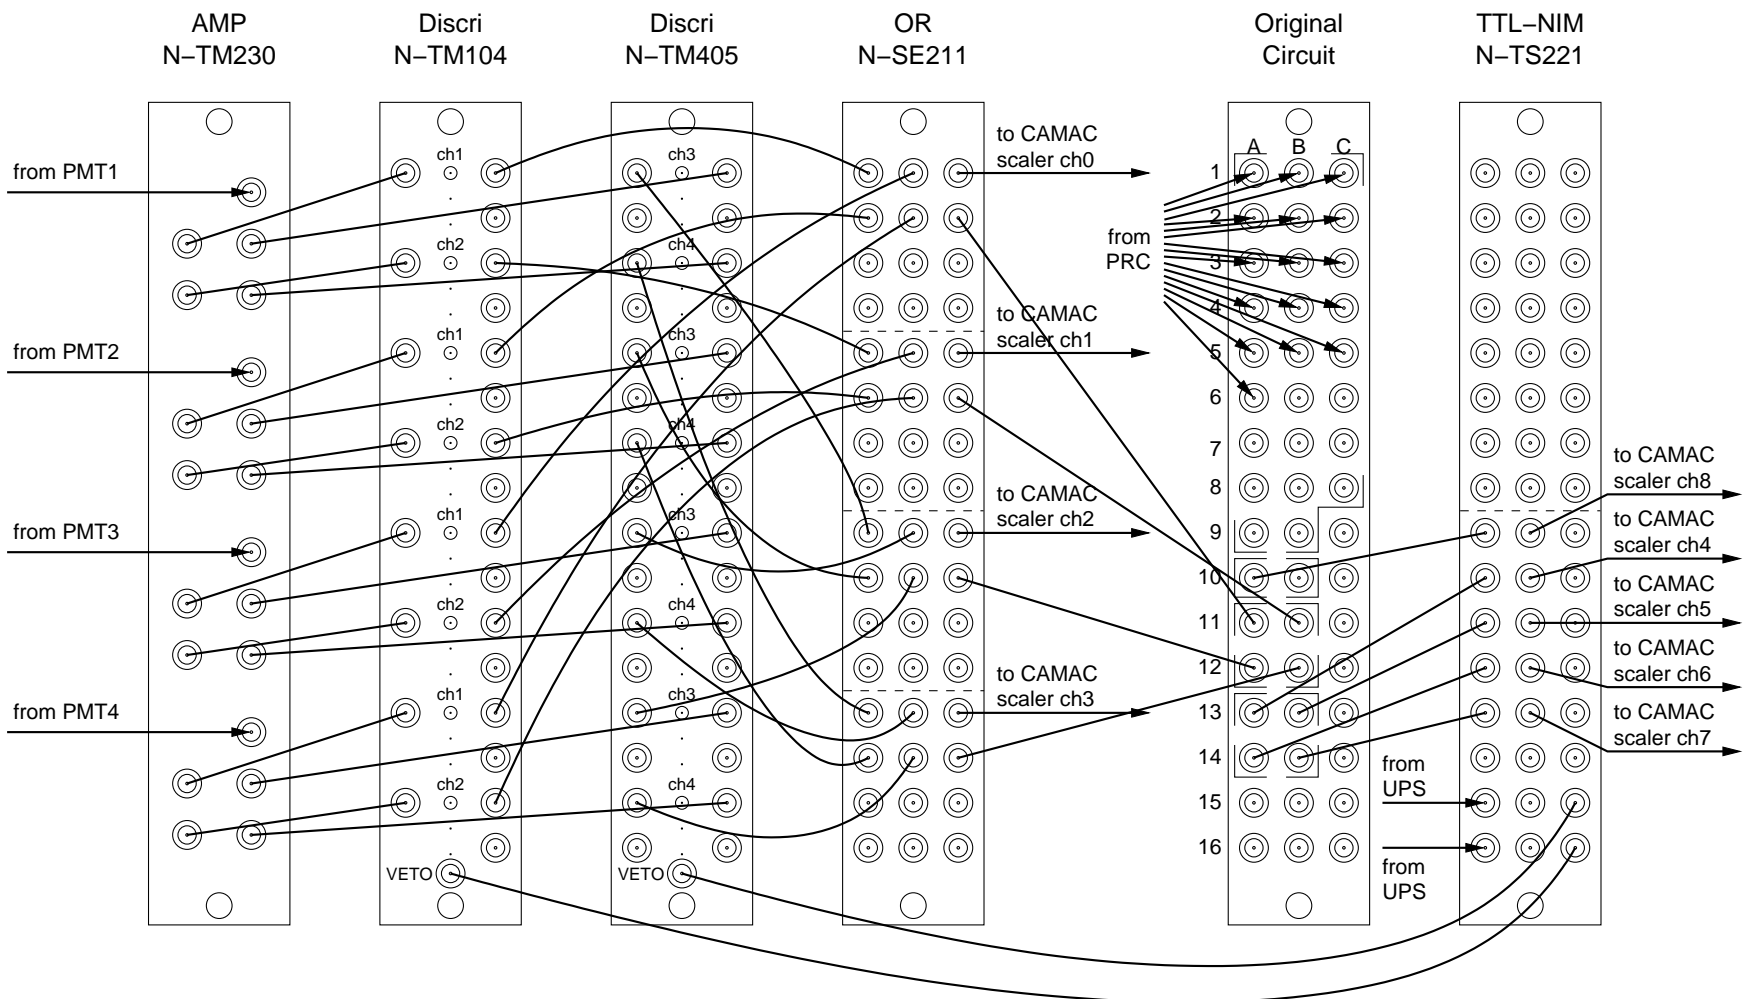 AMP
N−TM230
Discri
N−TM104
Discri
N−TM405
OR
N−SE211
Original
Circuit
TTL−NIM
N−TS221
from PMT1
from PMT2
from PMT3
from PMT4
ch1
ch2
ch1
ch2
ch1
ch2
ch1
ch2
VETO
ch3
ch4
ch3
ch4
ch3
ch4
ch3
ch4
VETO
to CAMAC
scaler ch0
to CAMAC
scaler ch1
to CAMAC
scaler ch2
to CAMAC
scaler ch3
from
PRC
A B C
1
2
3
4
5
6
7
8
9
10
11
12
13
14
15
16
from
UPS
from
UPS
to CAMAC
scaler ch8
to CAMAC
scaler ch4
to CAMAC
scaler ch5
to CAMAC
scaler ch6
to CAMAC
scaler ch7